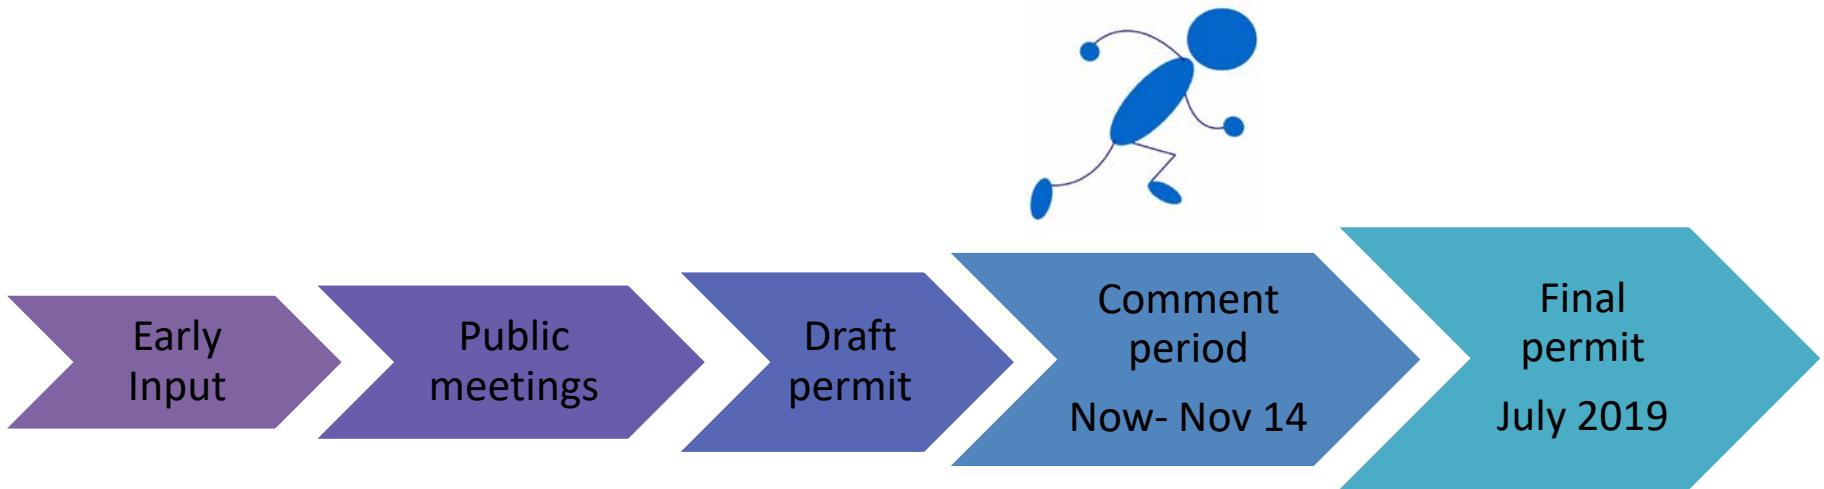 Early
Input
Public
meetings
Draft
permit
Comment
period
Now- Nov 14
Final
permit
July 2019